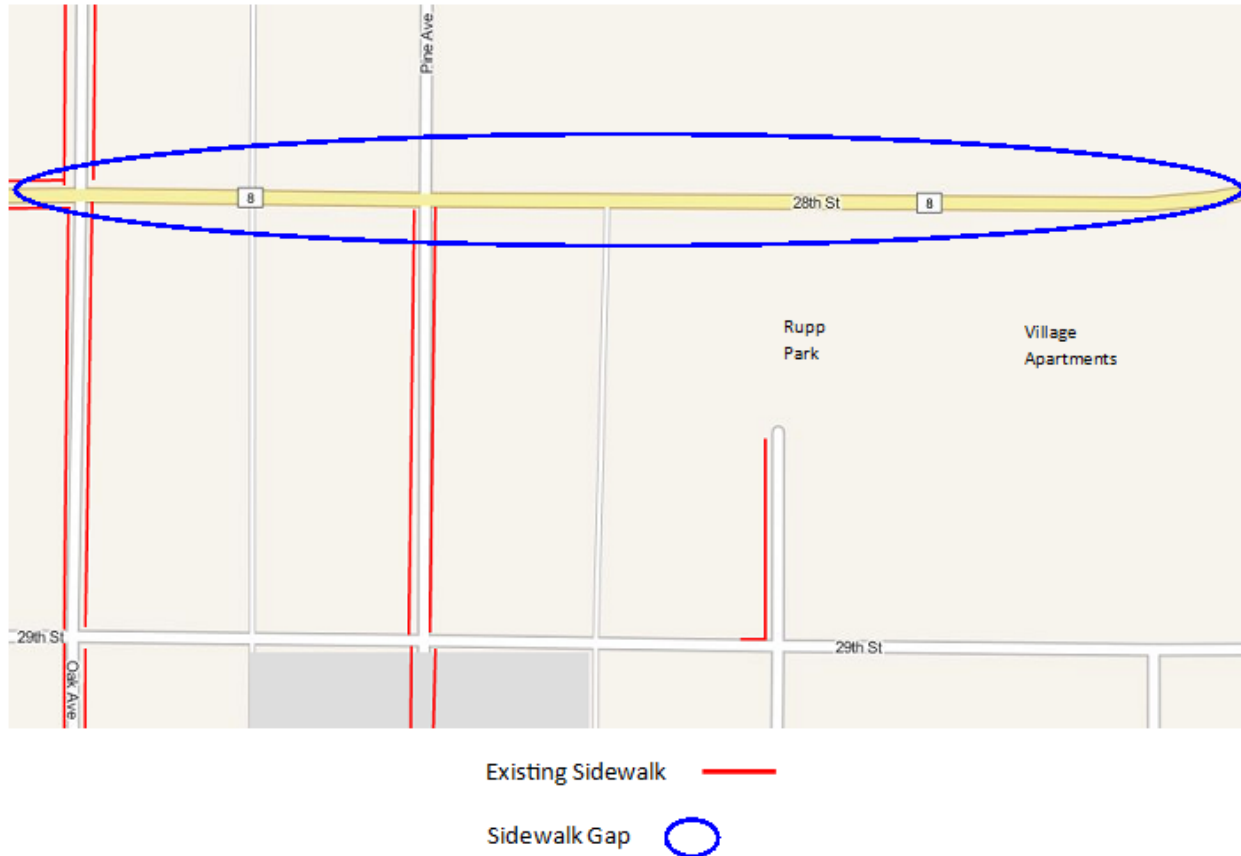 Pine Ave
8
28th St
8
Rupp
Park
Village
Apartments
29th St
29th St
Oak Ave
Existing Sidewalk
Sidewalk Gap